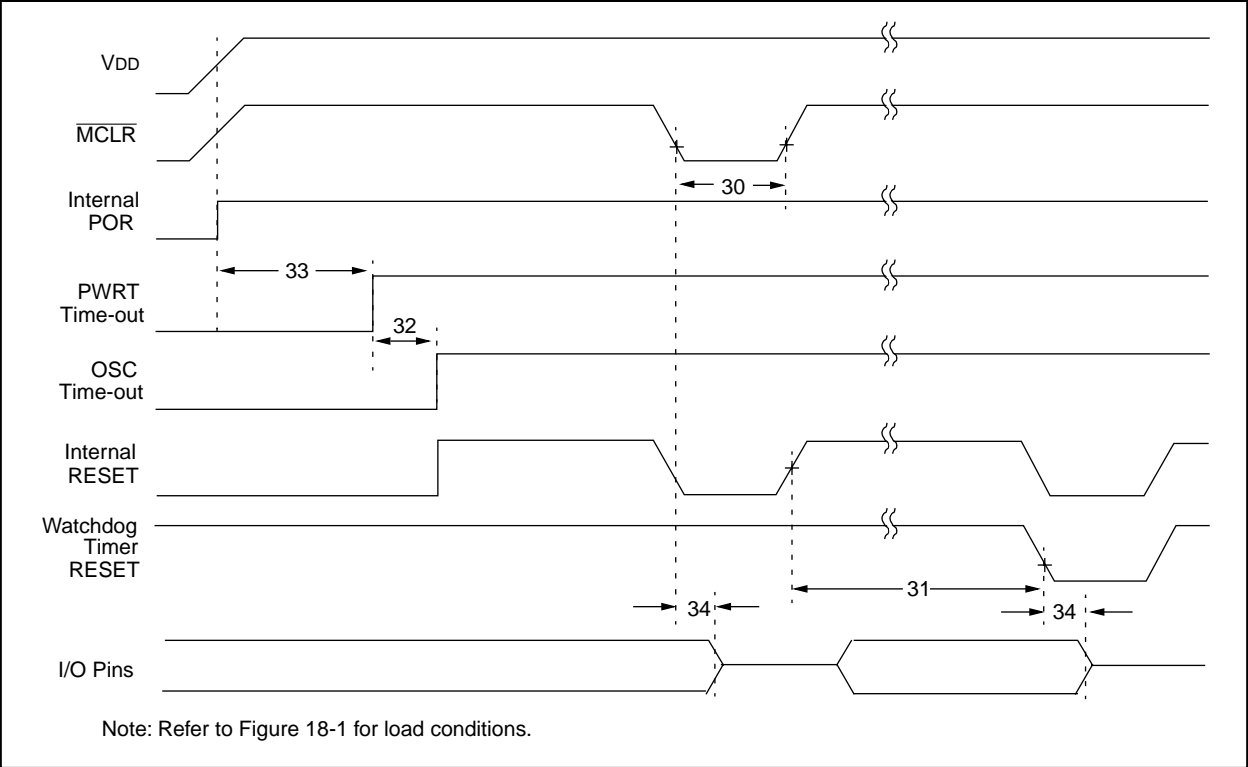 VDD
MCLR
30
Internal
POR
33
PWRT
Time-out
32
OSC
Time-out
Internal
RESET
Watchdog
Timer
RESET
31
34
34
I/O Pins
Note: Refer to Figure 18-1 for load conditions.